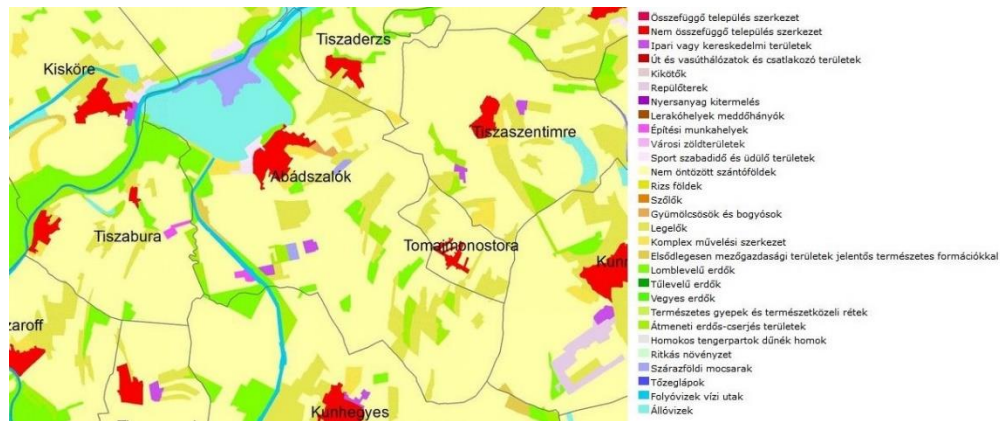 Tiszaderzs
Kisköre
Tiszaszentimre
Abádszalók
Tiszabura
Tomajmonostora
Kunhegyes
Összefüggő település szerkezet
Nem összefüggő település szerkezet
Ipari vagy kereskedelmi területek
Út és vasúthálózatok és csatlakozó területek
Kikötők
Repülőterek
Nyersanyag kitermelés
Lerakóhelyek meddőhányók
Építési munkahelyek
Városi zöldterületek
Sport szabadidő és üdülő területek
Nem öntözött szántóföldek
Rizs földek
Szőlők
Gyümölcsösök és bogyósok
Legelők
Komplex művelési szerkezet
Elsődlegesen mezőgazdasági területek jelentős természetes formációkkal
Lomblevelű erdők
Tűlevelű erdők
Vegyes erdők
Természetes gyepek és természetközeli rétek
Átmeneti erdős-cserjés területek
Homokos tengerpartok dűnék homok
Ritkás növényzet
Szárazföldi mocsarak
Tőzeglápok
Folyóvizek vízi utak
Állóvizek